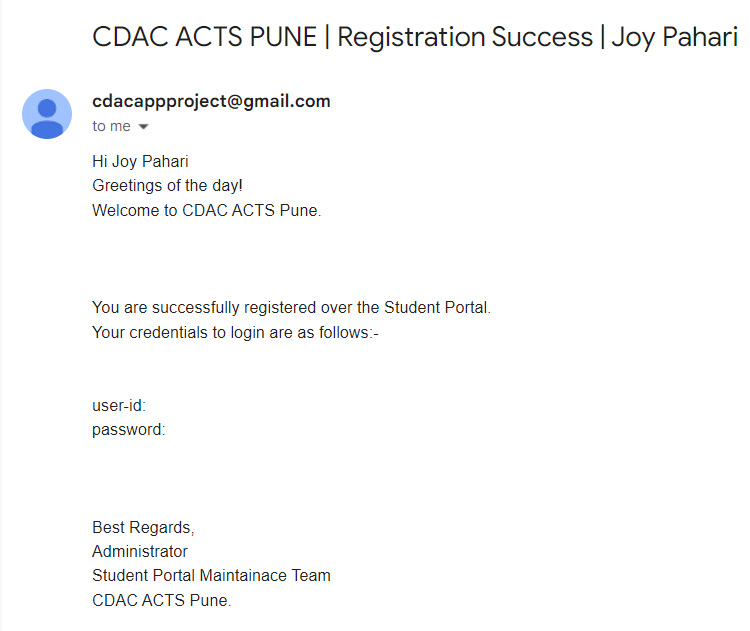 CDAC ACTS PUNE | Registration Success | Joy Pahari
cdacappproject@gmail.com
to me
Hi Joy Pahari
Greetings of the day!
Welcome to CDAC ACTS Pune.
You are successfully registered over the Student Portal.
Your credentials to login are as follows:-
user-id:
password:
Best Regards,
Administrator
Student Portal Maintainace Team
CDAC ACTS Pune.